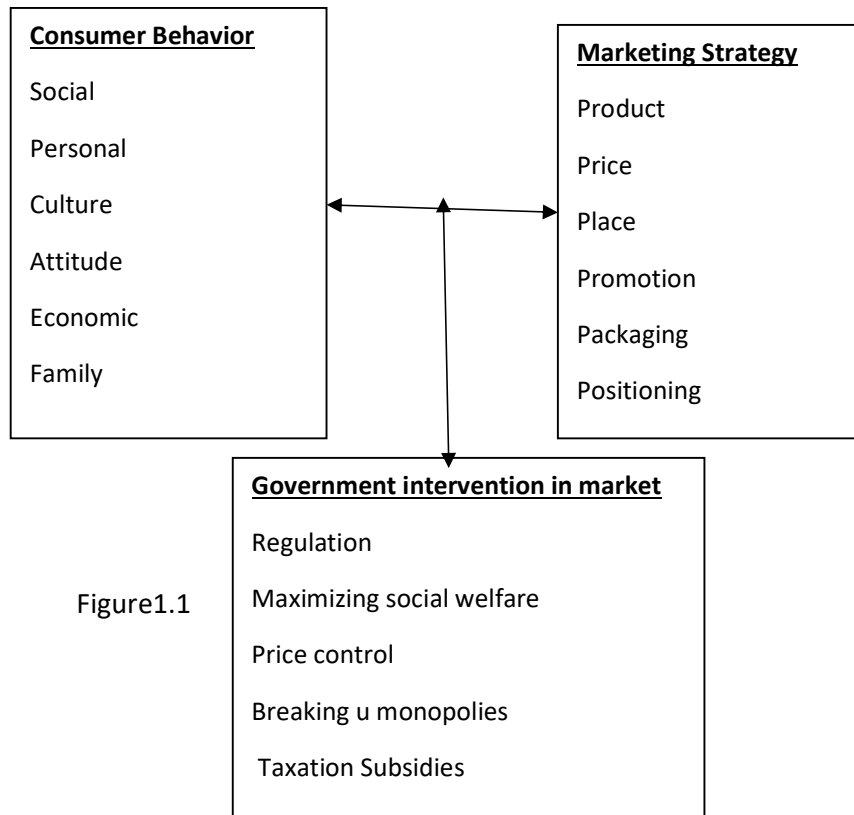 Consumer Behavior
Social
Personal
Culture
Attitude
Economic
Family
Marketing Strategy
Product
Price
Place
Promotion
Packaging
Positioning
Government intervention in market
Regulation
Maximizing social welfare
Price control
Breaking u monopolies
Taxation Subsidies
Figure1.1